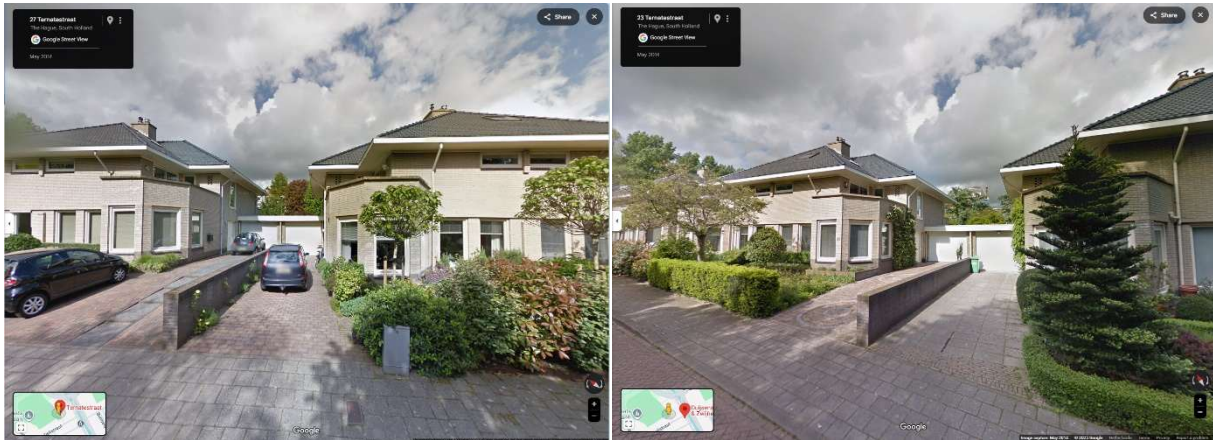 27 Ternatestraat
The Hague, South Holland
Google Street View
May 2014
Share
Ternatestraat
Google
23 Ternatestraat
The Hague, South Holland
Google Street View
May 2014
Share
Google